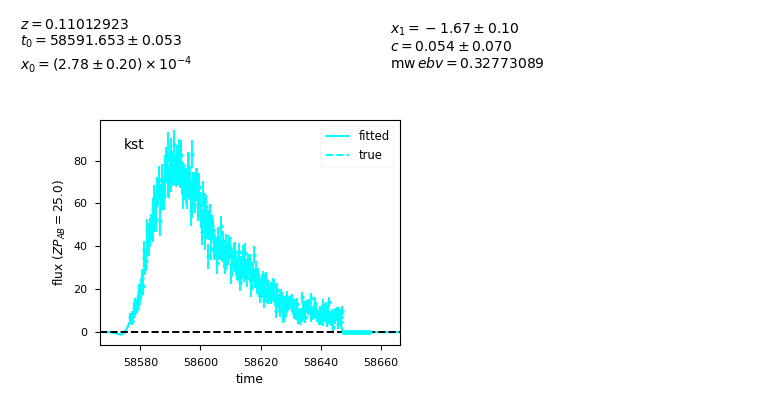 z = 0.11012923
t₀ = 58591.653 ± 0.053
x₀ = (2.78 ± 0.20) × 10⁻⁴
x₁ = −1.67 ± 0.10
c = 0.054 ± 0.070
mw ebv = 0.32773089
kst
fitted
true
flux (ZP_AB = 25.0)
80
60
40
20
0
58580 58600 58620 58640 58660
time